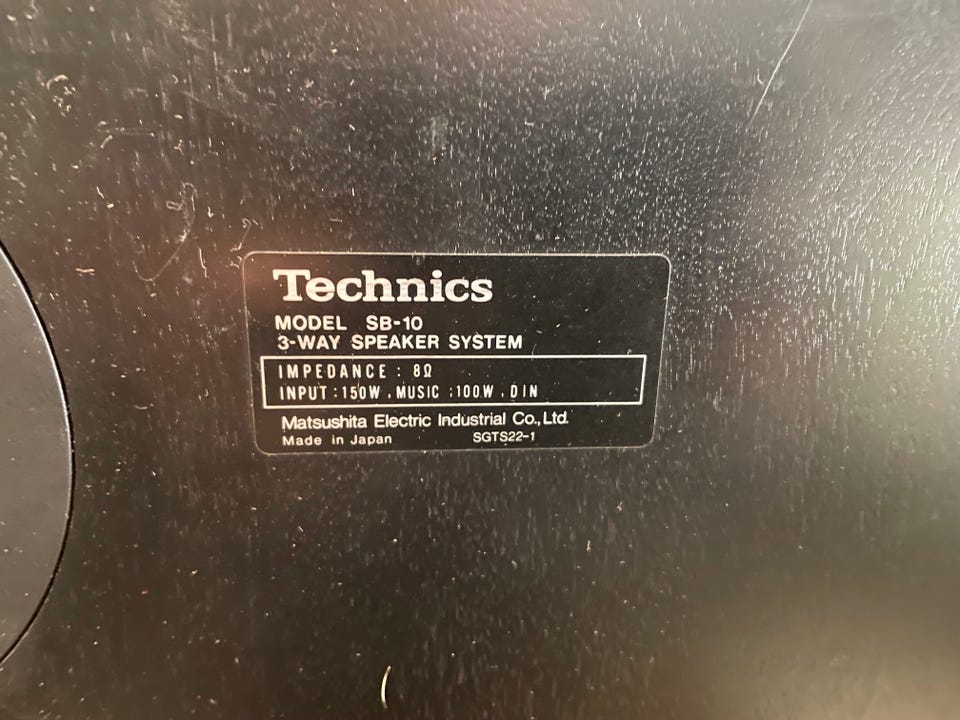 Technics
MODEL SB-10
3-WAY SPEAKER SYSTEM
IMPEDANCE : 8Ω
INPUT : 150W . MUSIC : 100W . DIN
Matsushita Electric Industrial Co., Ltd.
Made in Japan SGTS22-1